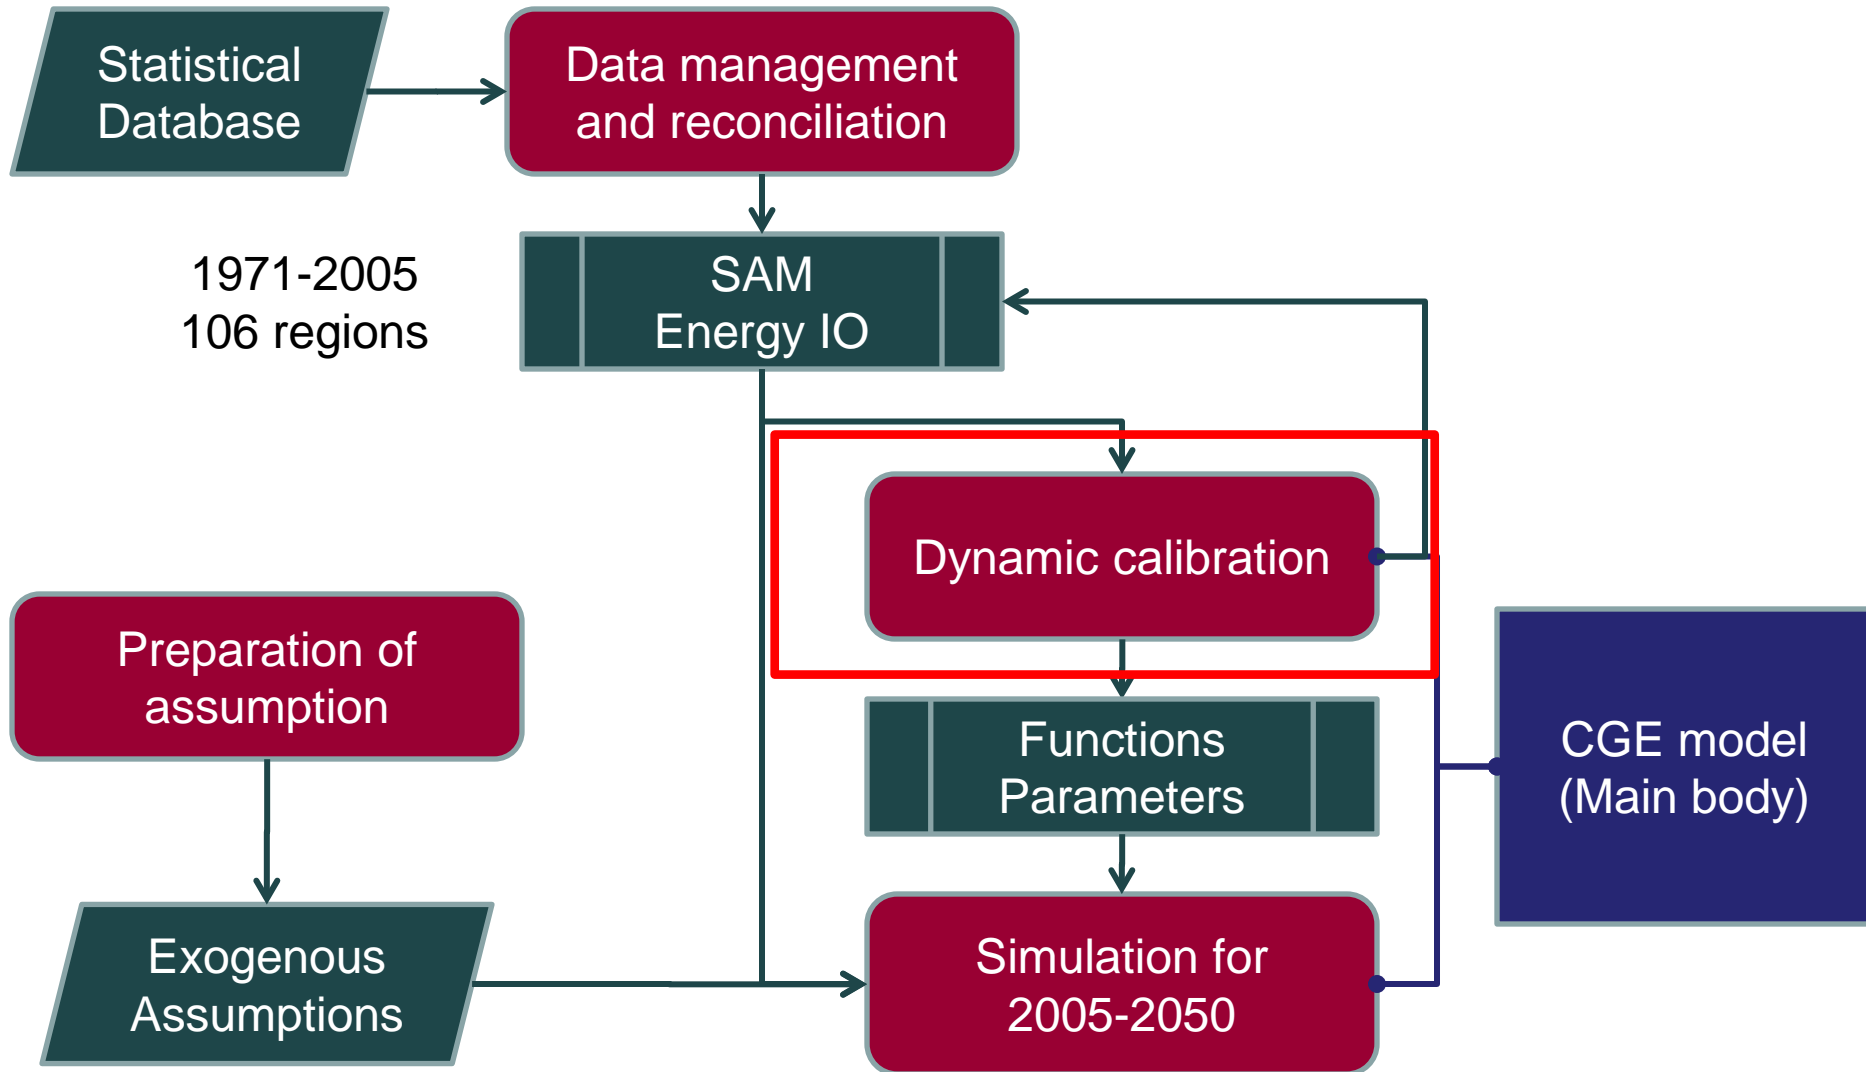 Statistical
Database
Data management
and reconciliation
1971-2005
106 regions
SAM
Energy IO
Dynamic calibration
Preparation of
assumption
Functions
Parameters
CGE model
(Main body)
Exogenous
Assumptions
Simulation for
2005-2050